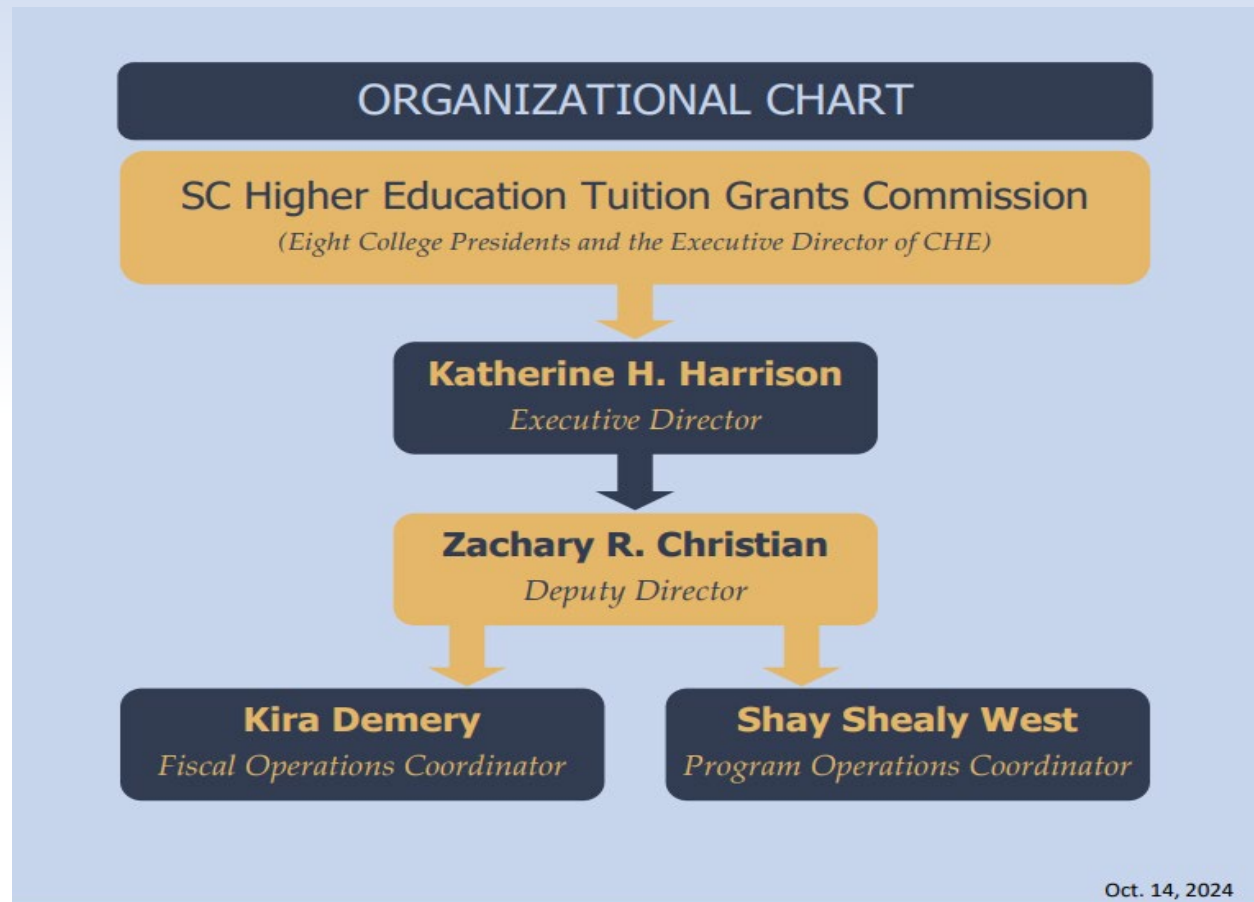 ORGANIZATIONAL CHART
SC Higher Education Tuition Grants Commission
(Eight College Presidents and the Executive Director of CHE)
Katherine H. Harrison
Executive Director
Zachary R. Christian
Deputy Director
Kira Demery
Fiscal Operations Coordinator
Shay Shealy West
Program Operations Coordinator
Oct. 14, 2024